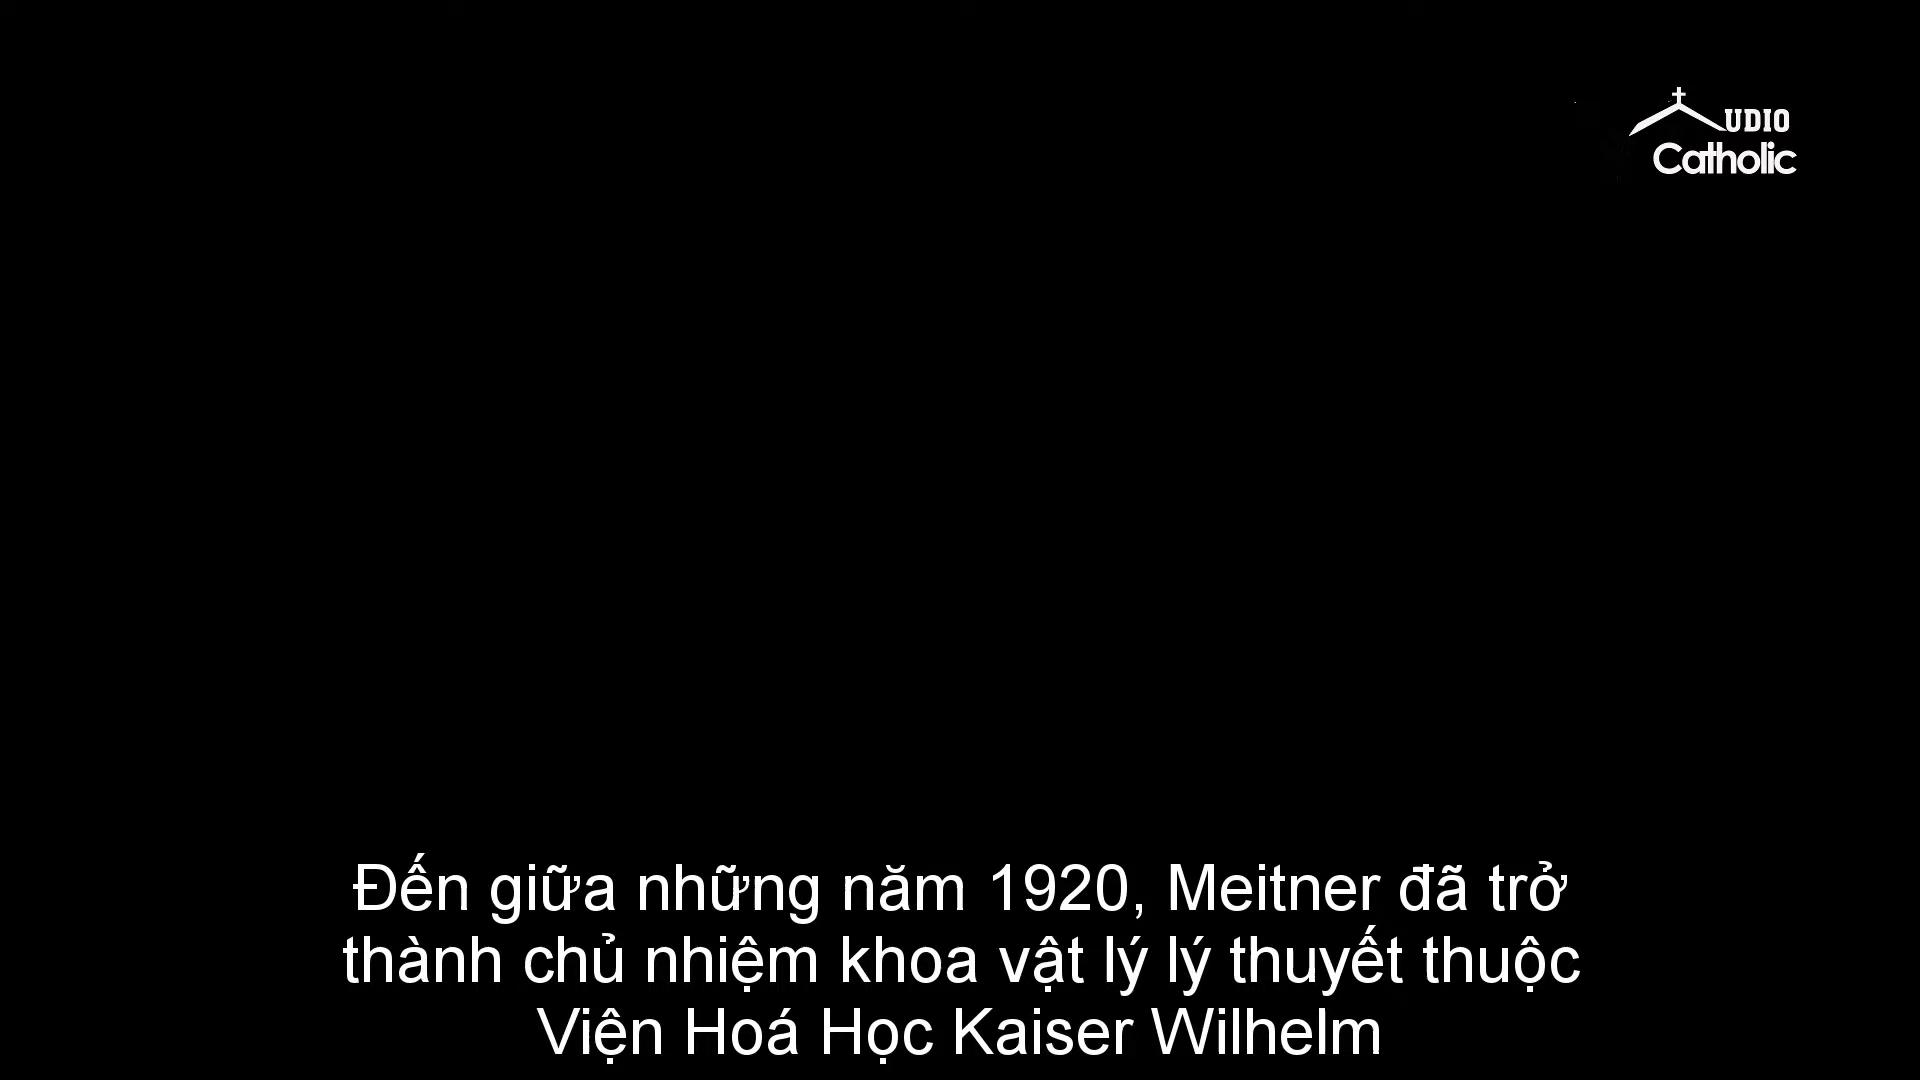 UDIO
Catholic
Đến giữa những năm 1920, Meitner đã trở
thành chủ nhiệm khoa vật lý lý thuyết thuộc
Viện Hoá Học Kaiser Wilhelm